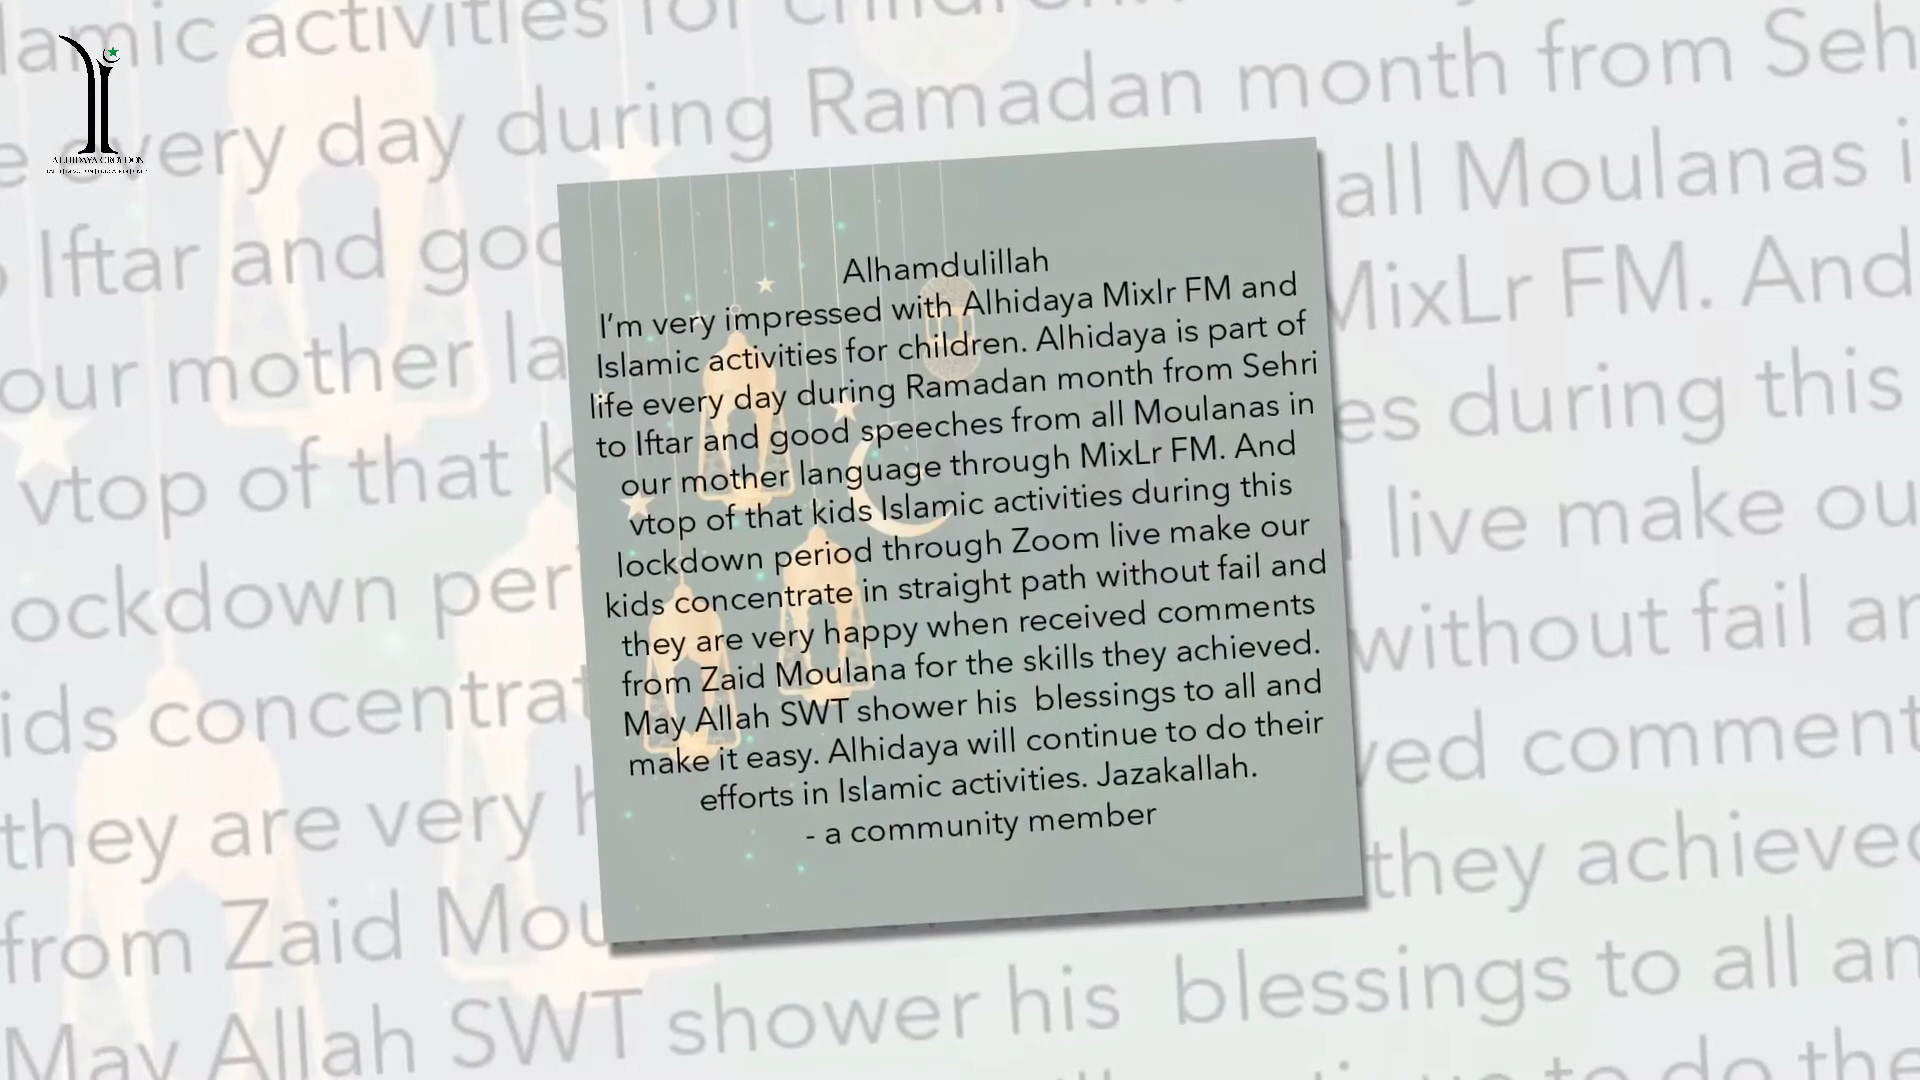 ALHIDAYA CROYDON
Alhamdulillah
I'm very impressed with Alhidaya Mixlr FM and
Islamic activities for children. Alhidaya is part of
life every day during Ramadan month from Sehri
to Iftar and good speeches from all Moulanas in
our mother language through MixLr FM. And
vtop of that kids Islamic activities during this
lockdown period through Zoom live make our
kids concentrate in straight path without fail and
they are very happy when received comments
from Zaid Moulana for the skills they achieved.
May Allah SWT shower his blessings to all and
make it easy. Alhidaya will continue to do their
efforts in Islamic activities. Jazakallah.
- a community member